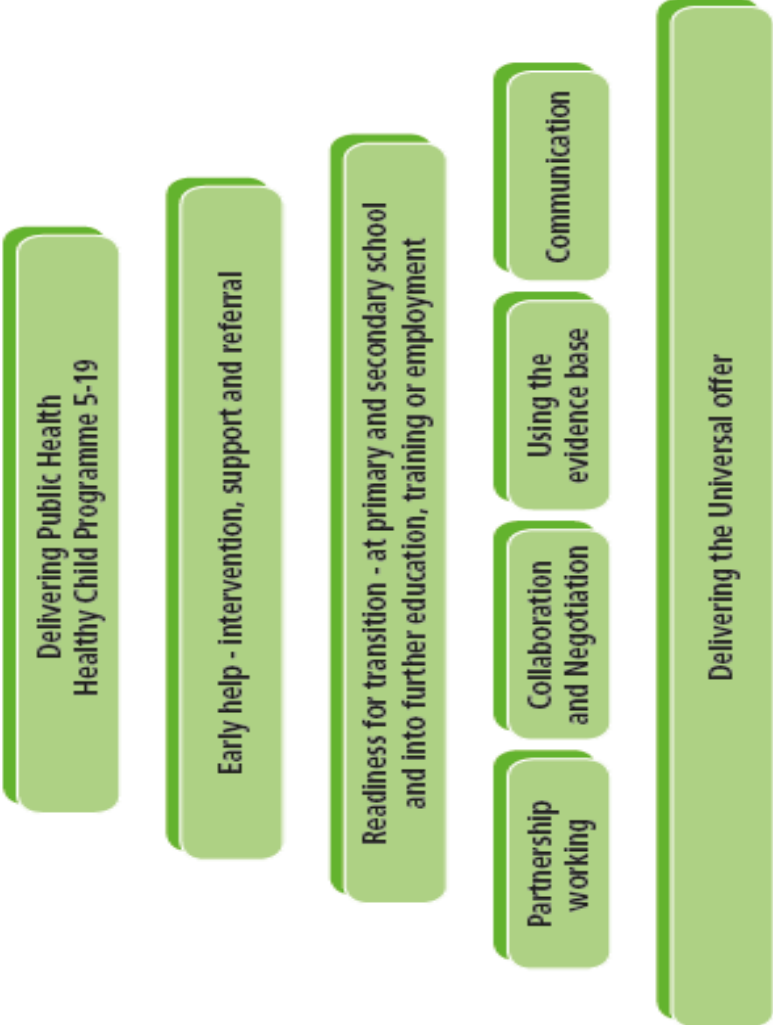 Delivering Public Health
Healthy Child Programme 5-19
Early help - intervention, support and referral
Readiness for transition - at primary and secondary school
and into further education, training or employment
Partnership
working
Collaboration
and Negotiation
Using the
evidence base
Communication
Delivering the Universal offer